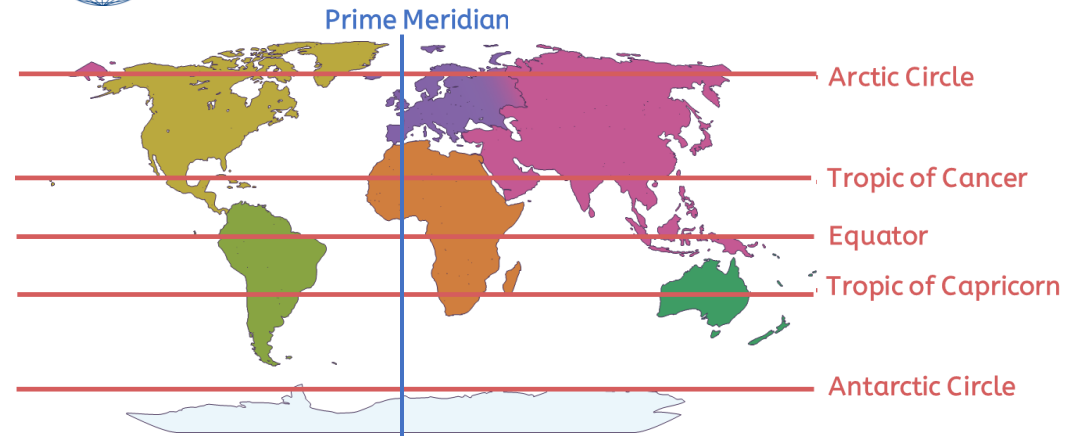 Prime Meridian
Arctic Circle
Tropic of Cancer
Equator
Tropic of Capricorn
Antarctic Circle